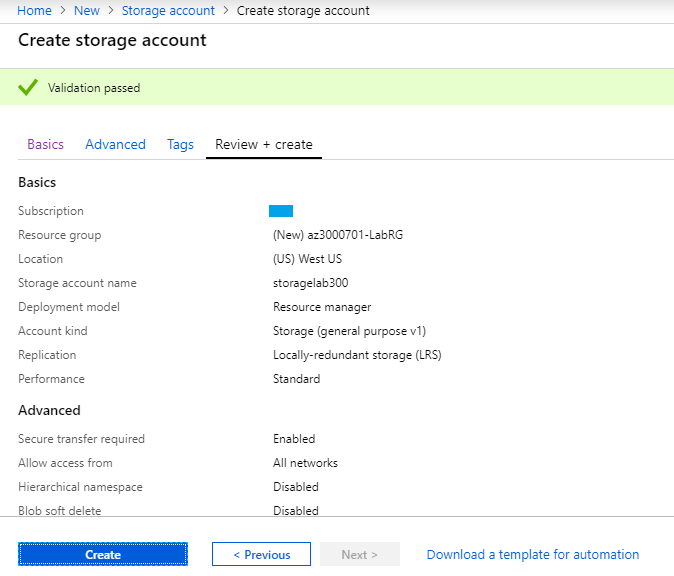 Home > New > Storage account > Create storage account
Create storage account
Validation passed
Basics Advanced Tags Review + create
Basics
Subscription
Resource group (New) az3000701-LabRG
Location (US) West US
Storage account name storagelab300
Deployment model Resource manager
Account kind Storage (general purpose v1)
Replication Locally-redundant storage (LRS)
Performance Standard
Advanced
Secure transfer required Enabled
Allow access from All networks
Hierarchical namespace Disabled
Blob soft delete Disabled
Create < Previous Next > Download a template for automation